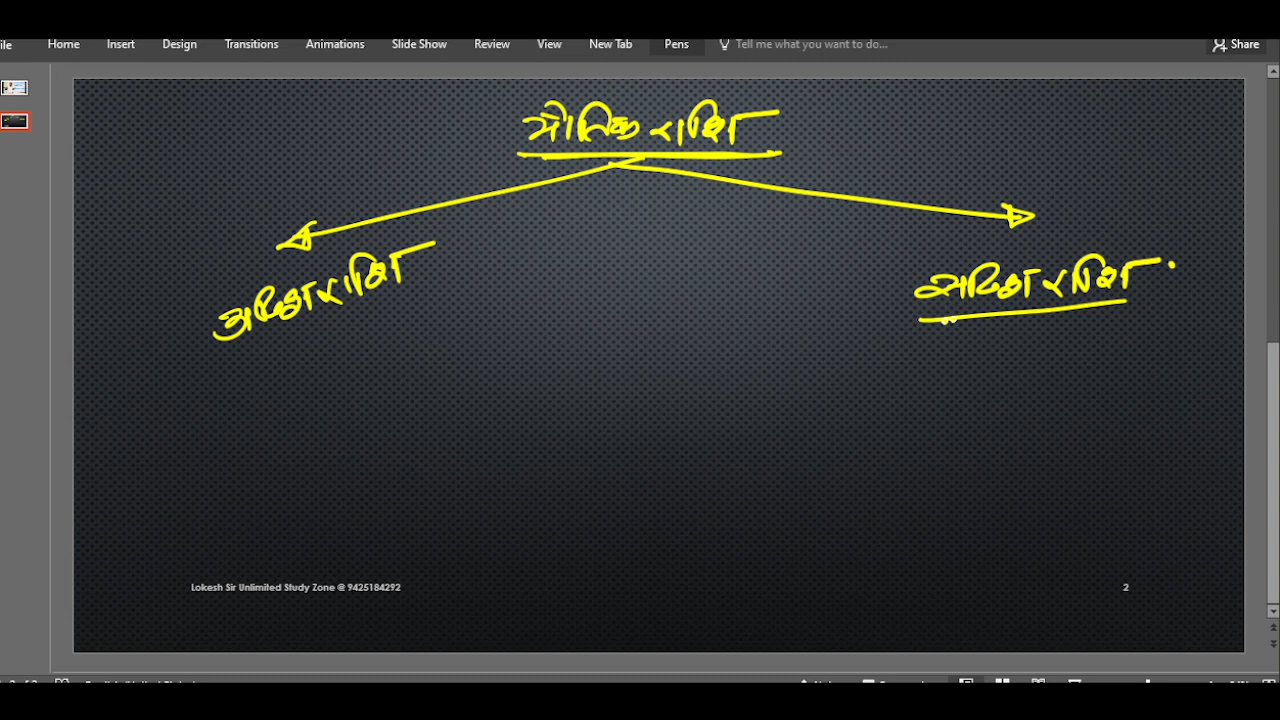 File
Home
Insert
Design
Transitions
Animations
Slide Show
Review
View
New Tab
Pens
Tell me what you want to do...
Share
भौतिक राशि
अदिश राशि
सदिश राशि
Lokesh Sir Unlimited Study Zone @ 9425184292
2